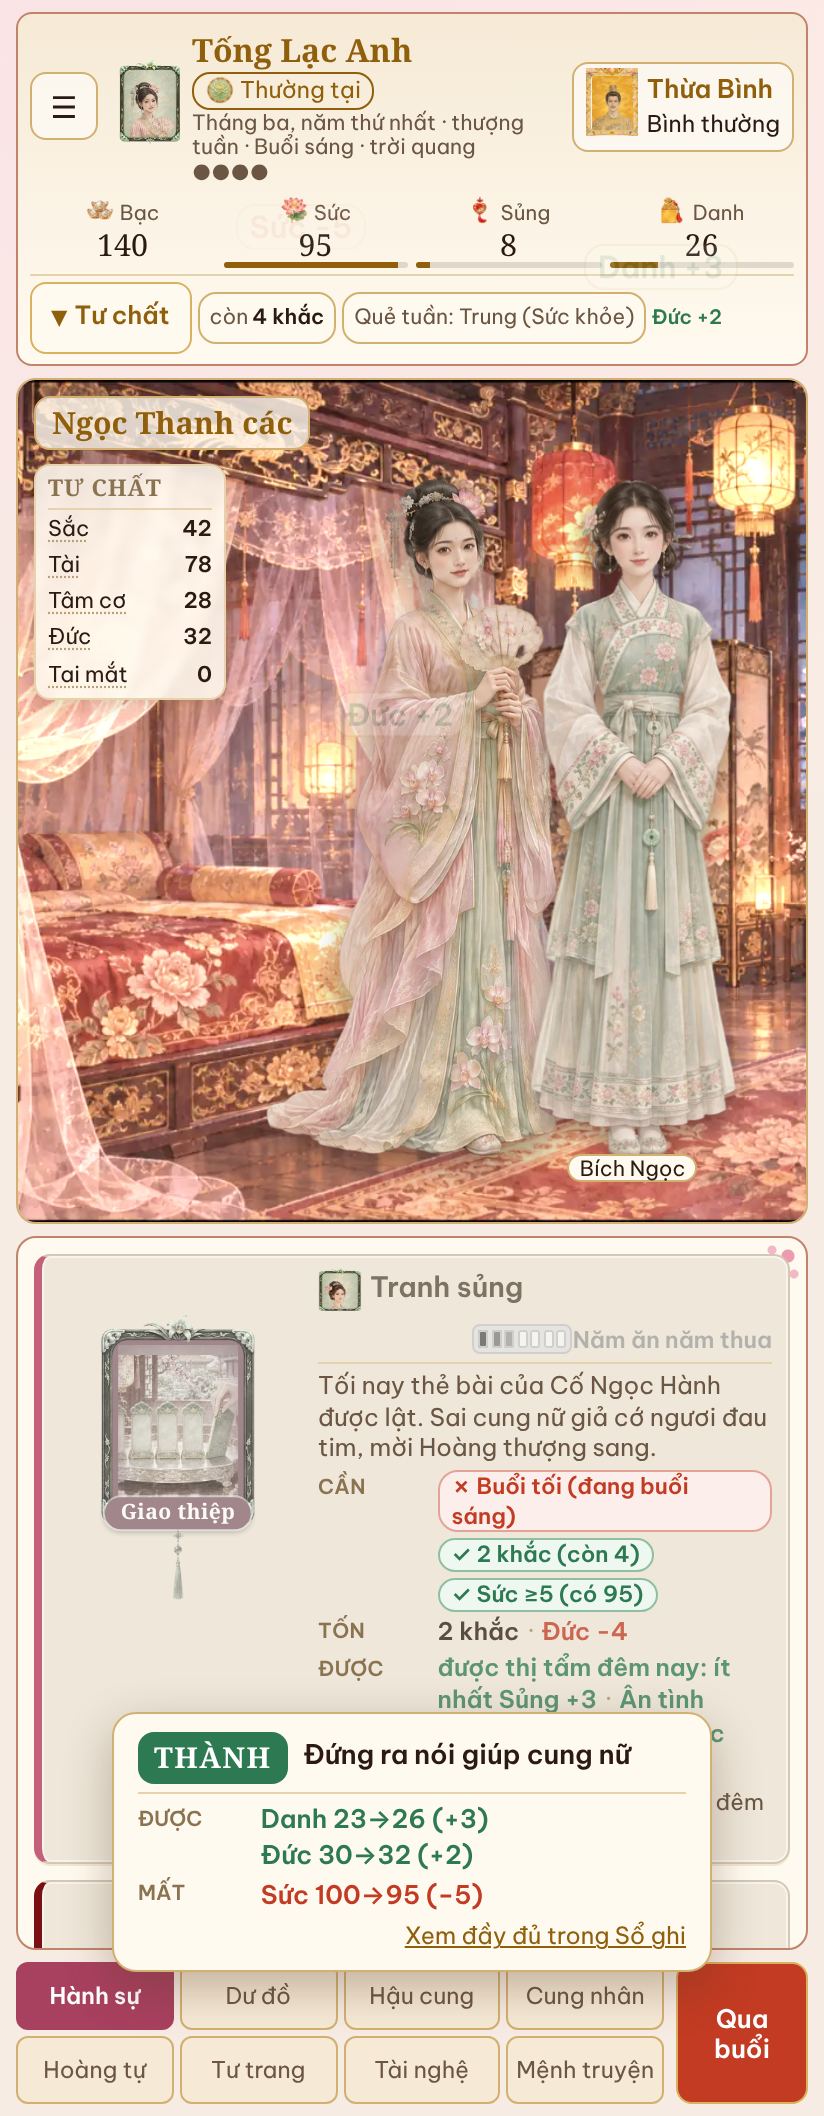 Tống Lạc Anh
Thường tại
Tháng ba, năm thứ nhất · thượng
tuần · Buổi sáng · trời quang
Thừa Bình
Bình thường
Bạc
140
Sức
95
Sủng
8
Danh
26
Sức -5
Danh +3
▼ Tư chất
còn 4 khắc
Quẻ tuần: Trung (Sức khỏe)
Đức +2
Ngọc Thanh các
TƯ CHẤT
Sắc 42
Tài 78
Tâm cơ 28
Đức 32
Tai mắt 0
Đức +2
Bích Ngọc
Tranh sủng
Năm ăn năm thua
Giao thiệp
Tối nay thẻ bài của Cố Ngọc Hành
được lật. Sai cung nữ giả cớ ngươi đau
tim, mời Hoàng thượng sang.
CẦN
× Buổi tối (đang buổi
sáng)
✓ 2 khắc (còn 4)
✓ Sức ≥5 (có 95)
TỐN
2 khắc · Đức -4
ĐƯỢC
được thị tẩm đêm nay: ít
nhất Sủng +3 · Ân tình
c
đêm
THÀNH
Đứng ra nói giúp cung nữ
ĐƯỢC
Danh 23→26 (+3)
Đức 30→32 (+2)
MẤT
Sức 100→95 (−5)
Xem đầy đủ trong Sổ ghi
Hành sự
Dư đồ
Hậu cung
Cung nhân
Qua
buổi
Hoàng tự
Tư trang
Tài nghệ
Mệnh truyện